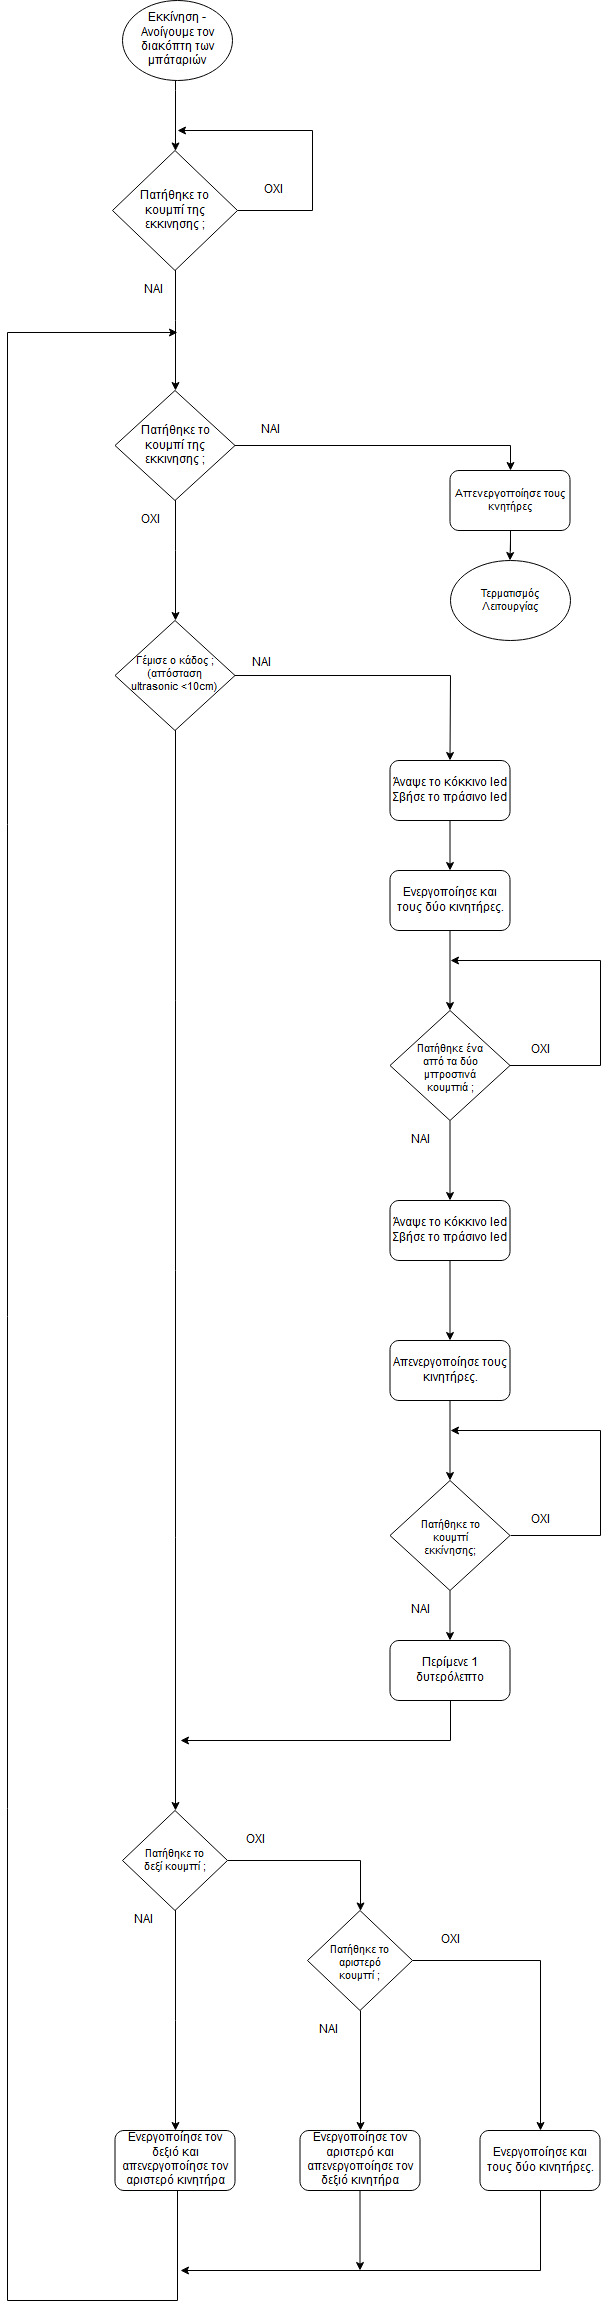 Εκκίνηση -
Ανοίγουμε τον
διακόπτη των
μπάταριών
Πατήθηκε το
κουμπί της
εκκινησης ;
ΟΧΙ
ΝΑΙ
Πατήθηκε το
κουμπί της
εκκινησης ;
ΝΑΙ
ΟΧΙ
Απενεργοποίησε τους
κνητήρες
Τερματισμός
Λειτουργίας
Γέμισε ο κάδος ;
(απόσταση
ultrasonic <10cm)
ΝΑΙ
Άναψε το κόκκινο led
Σβήσε το πράσινο led
Ενεργοποίησε και
τους δύο κινητήρες.
Πατήθηκε ένα
από τα δύο
μπροστινά
κουμπιά ;
ΟΧΙ
ΝΑΙ
Άναψε το κόκκινο led
Σβήσε το πράσινο led
Απενεργοποίησε τους
κινητήρες.
Πατήθηκε το
κουμπί
εκκίνησης;
ΟΧΙ
ΝΑΙ
Περίμενε 1
δυτερόλεπτο
Πατήθηκε το
δεξί κουμπί ;
ΟΧΙ
ΝΑΙ
Πατήθηκε το
αριστερό
κουμπί ;
ΟΧΙ
ΝΑΙ
Ενεργοποίησε τον
δεξιό και
απενεργοποίησε τον
αριστερό κινητήρα
Ενεργοποίησε τον
αριστερό και
απενεργοποίησε τον
δεξιό κινητήρα
Ενεργοποίησε και
τους δύο κινητήρες.